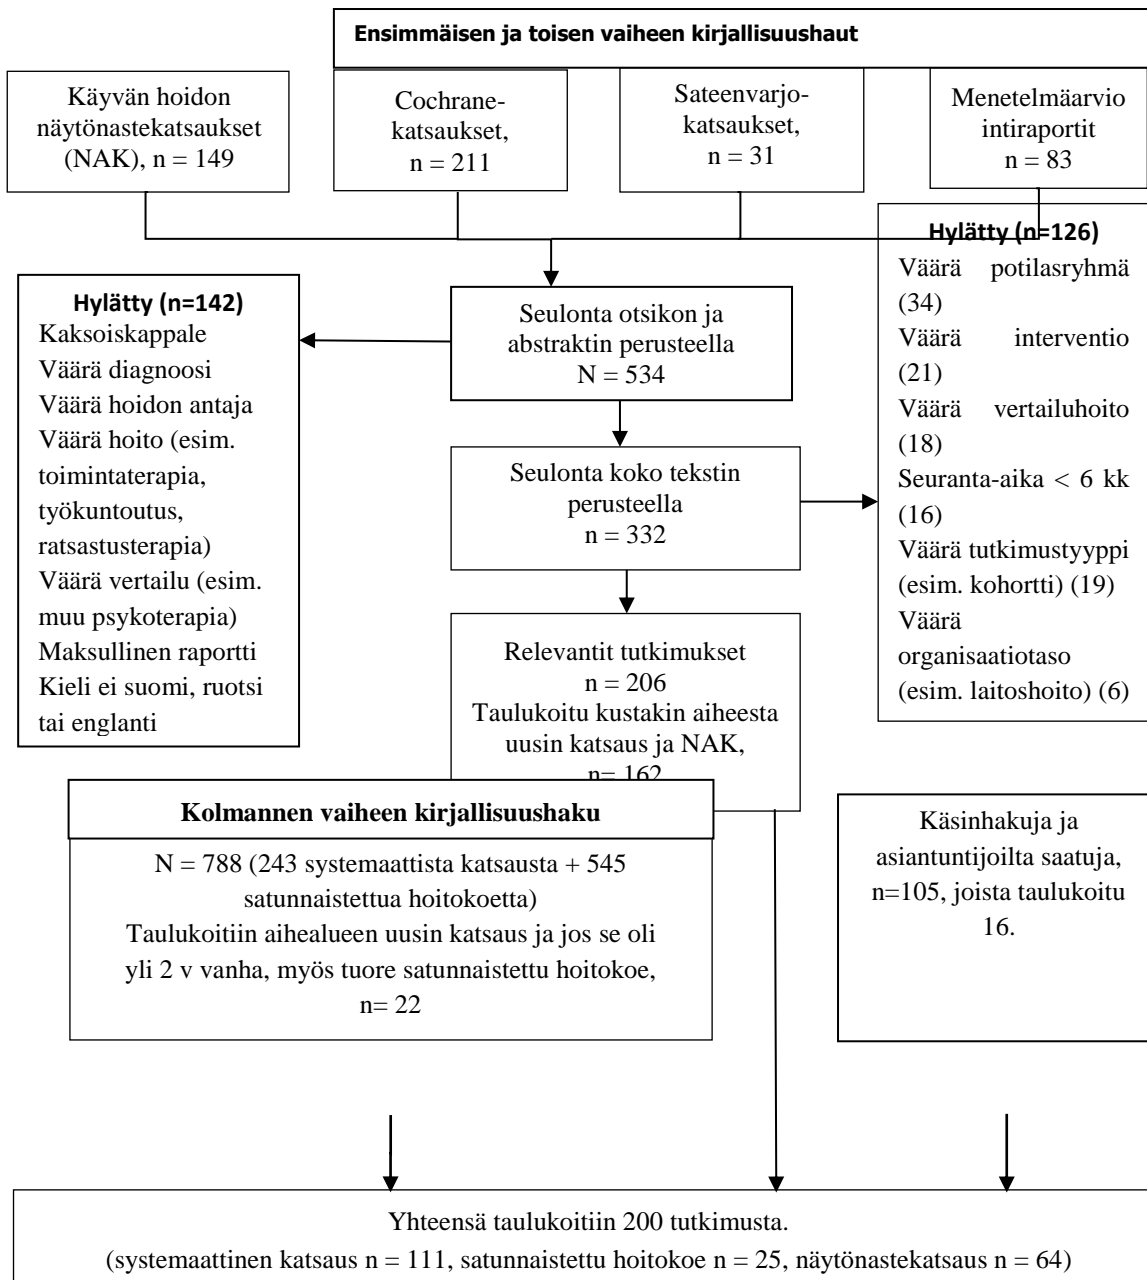 Ensimmäisen ja toisen vaiheen kirjallisuushaut
Käyvän hoidon
näytönastekatsaukset
(NAK), n = 149
Cochrane-
katsaukset,
n = 211
Sateenvarjo-
katsaukset,
n = 31
Menetelmäarvio
intiraportit
n = 83
Hylätty (n=142)
Kaksoiskappale
Väärä diagnoosi
Väärä hoidon antaja
Väärä hoito (esim.
toimintaterapia,
työkuntoutus,
ratsastusterapia)
Väärä vertailu (esim.
muu psykoterapia)
Maksullinen raportti
Kieli ei suomi, ruotsi
tai englanti
Seulonta otsikon ja
abstraktin perusteella
N = 534
Seulonta koko tekstin
perusteella
n = 332
Hylätty (n=126)
Väärä potilasryhmä
(34)
Väärä interventio
(21)
Väärä vertailuhoito
(18)
Seuranta-aika < 6 kk
(16)
Väärä tutkimustyyppi
(esim. kohortti) (19)
Väärä
organisaatiotaso
(esim. laitoshoito) (6)
Relevantit tutkimukset
n = 206
Taulukoitu kustakin aiheesta
uusin katsaus ja NAK,
n= 162
Kolmannen vaiheen kirjallisuushaku
N = 788 (243 systemaattista katsausta + 545
satunnaistettua hoitokoetta)
Taulukoitiin aihealueen uusin katsaus ja jos se oli
yli 2 v vanha, myös tuore satunnaistettu hoitokoe,
n= 22
Käsinhakuja ja
asiantuntijoilta saatuja,
n=105, joista taulukoitu
16.
Yhteensä taulukoitiin 200 tutkimusta.
(systemaattinen katsaus n = 111, satunnaistettu hoitokoe n = 25, näytönastekatsaus n = 64)